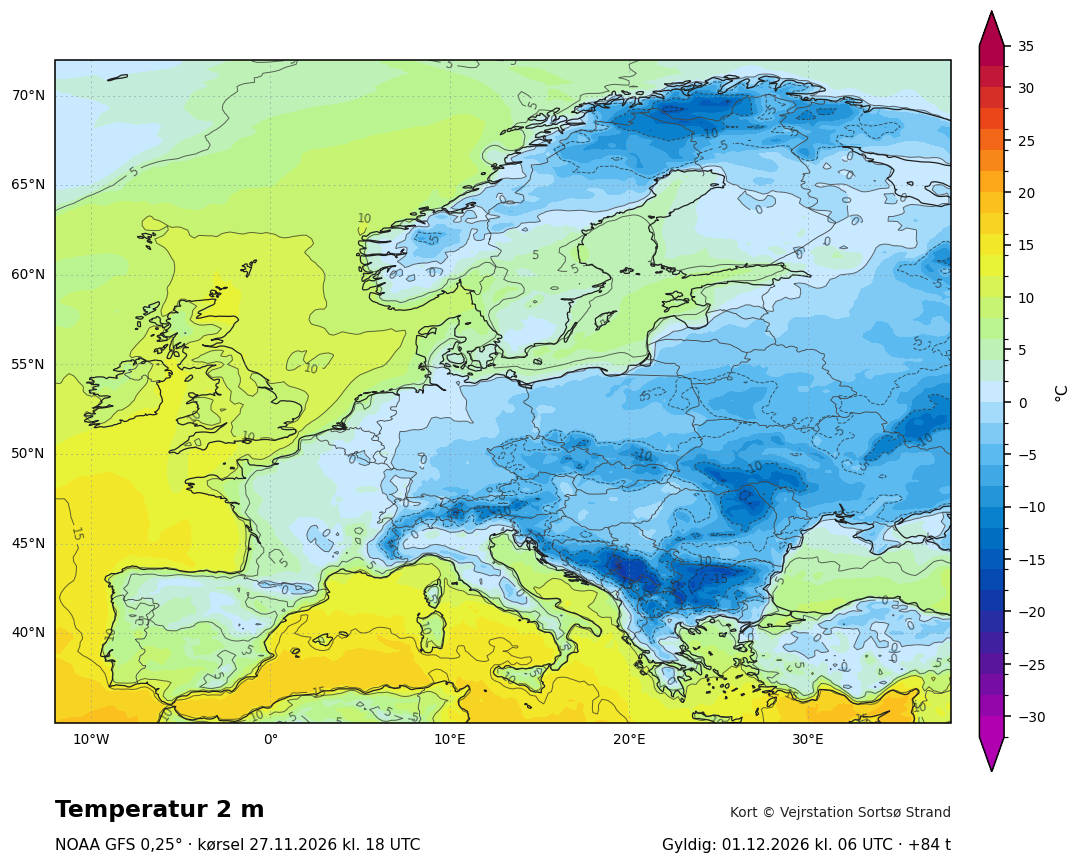 35
30
25
20
15
10
5
0
−5
−10
−15
−20
−25
−30
°C
70°N
65°N
60°N
55°N
50°N
45°N
40°N
10°W
0°
10°E
20°E
30°E
Temperatur 2 m
Kort © Vejrstation Sortsø Strand
NOAA GFS 0,25° · kørsel 27.11.2026 kl. 18 UTC
Gyldig: 01.12.2026 kl. 06 UTC · +84 t